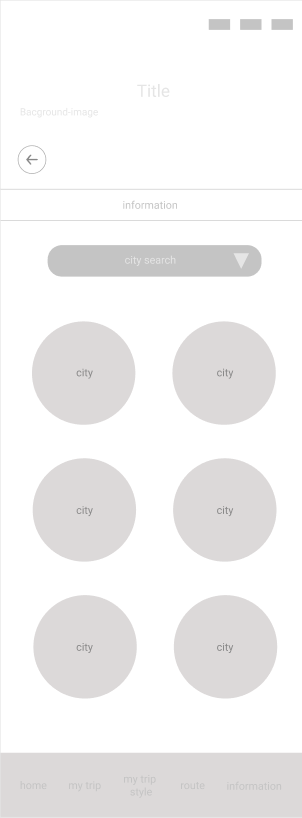 Title
Bacground-image
information
city search
city
city
city
city
city
city
home
my trip
my trip
style
route
information